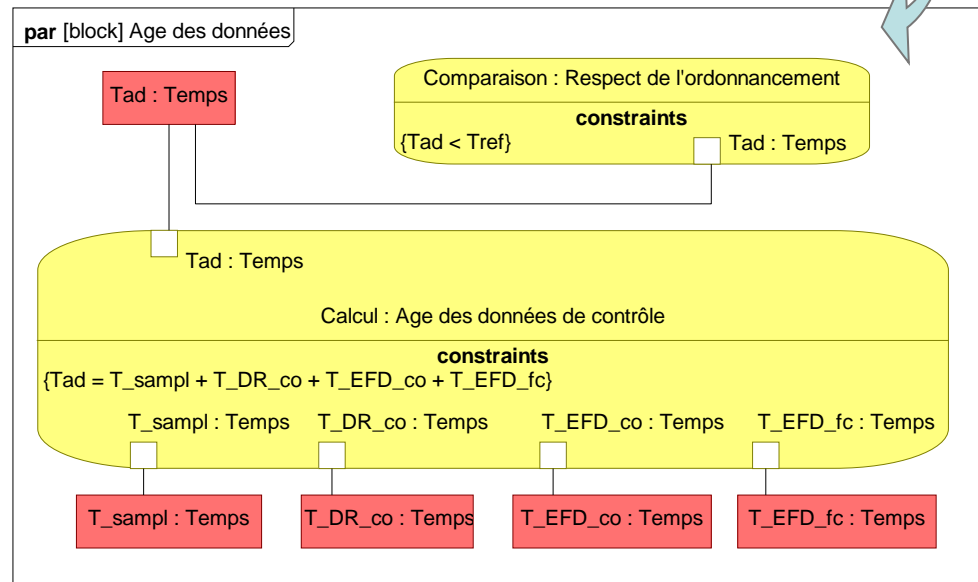 par [block] Age des données
Tad : Temps
Comparaison : Respect de l'ordonnancement
constraints
{Tad < Tref}
Tad : Temps
Tad : Temps
Calcul : Age des données de contrôle
constraints
{Tad = T_sampl + T_DR_co + T_EFD_co + T_EFD_fc}
T_sampl : Temps
T_DR_co : Temps
T_EFD_co : Temps
T_EFD_fc : Temps
T_sampl : Temps
T_DR_co : Temps
T_EFD_co : Temps
T_EFD_fc : Temps